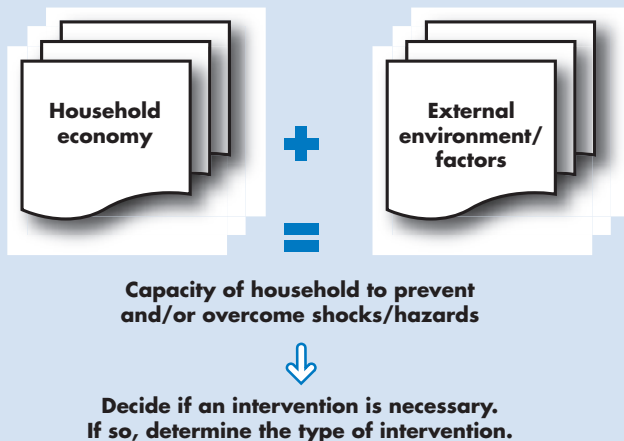 Household
economy
+
External
environment/
factors
=
Capacity of household to prevent
and/or overcome shocks/hazards
Decide if an intervention is necessary.
If so, determine the type of intervention.